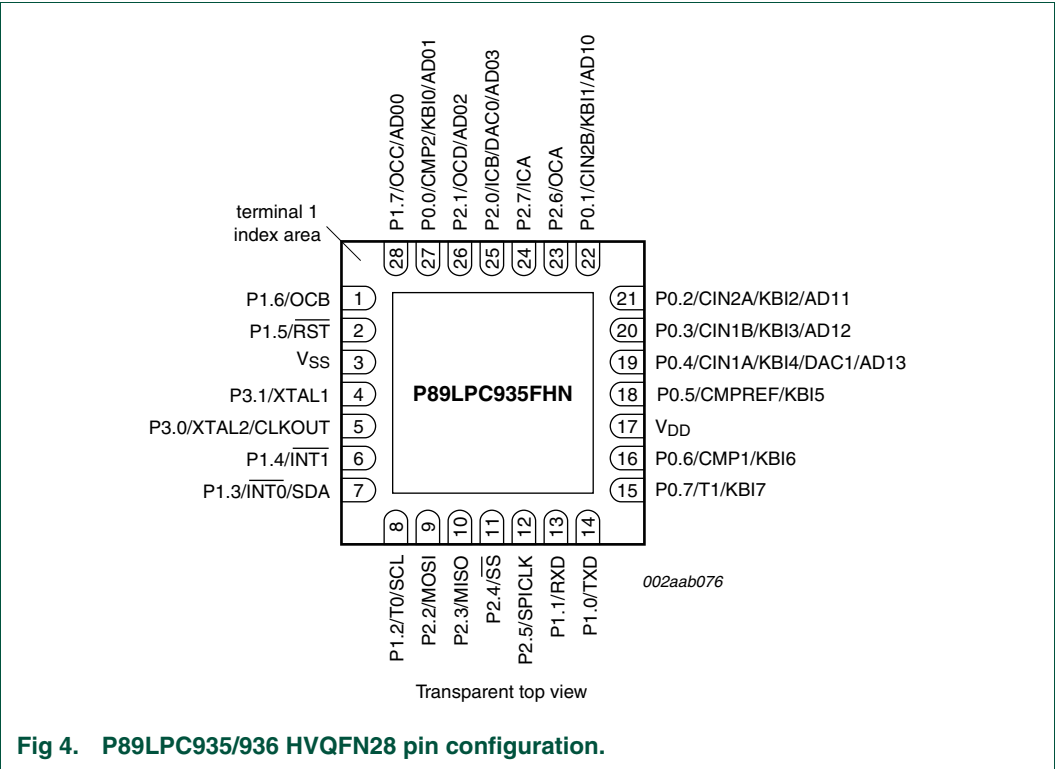 P1.7/OCC/AD00
P0.0/CMP2/KBI0/AD01
P2.1/OCD/AD02
P2.0/ICB/DAC0/AD03
P2.7/ICA
P2.6/OCA
P0.1/CIN2B/KBI1/AD10
terminal 1
index area
28
27
26
25
24
23
22
P1.6/OCB 1
P1.5/RST 2
VSS 3
P3.1/XTAL1 4
P3.0/XTAL2/CLKOUT 5
P1.4/INT1 6
P1.3/INT0/SDA 7
P89LPC935FHN
21 P0.2/CIN2A/KBI2/AD11
20 P0.3/CIN1B/KBI3/AD12
19 P0.4/CIN1A/KBI4/DAC1/AD13
18 P0.5/CMPREF/KBI5
17 VDD
16 P0.6/CMP1/KBI6
15 P0.7/T1/KBI7
8
9
10
11
12
13
14
P1.2/T0/SCL
P2.2/MOSI
P2.3/MISO
P2.4/SS
P2.5/SPICLK
P1.1/RXD
P1.0/TXD
002aab076
Transparent top view
Fig 4. P89LPC935/936 HVQFN28 pin configuration.